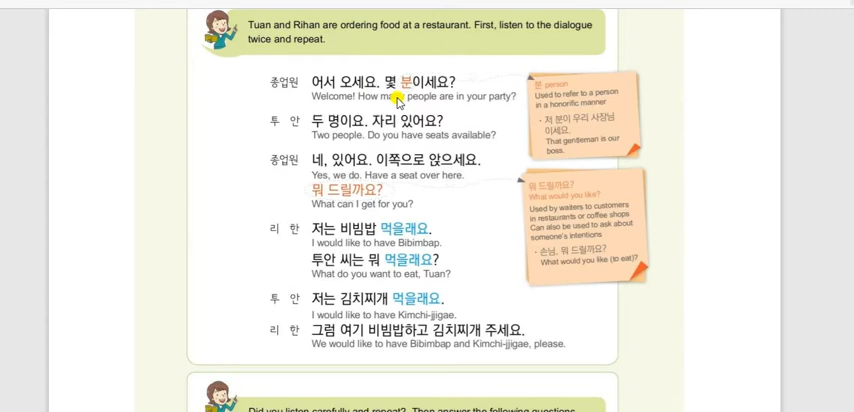 Tuan and Rihan are ordering food at a restaurant. First, listen to the dialogue
twice and repeat.
종업원 어서 오세요. 몇 분이세요?
Welcome! How many people are in your party?
투 안 두 명이요. 자리 있어요?
Two people. Do you have seats available?
종업원 네, 있어요. 이쪽으로 앉으세요.
Yes, we do. Have a seat over here.
뭐 드릴까요?
What can I get for you?
리 한 저는 비빔밥 먹을래요.
I would like to have Bibimbap.
투안 씨는 뭐 먹을래요?
What do you want to eat, Tuan?
투 안 저는 김치찌개 먹을래요.
I would like to have Kimchi-jjigae.
리 한 그럼 여기 비빔밥하고 김치찌개 주세요.
We would like to have Bibimbap and Kimchi-jjigae, please.
분 person
Used to refer to a person
in a honorific manner
· 저 분이 우리 사장님
이세요.
That gentleman is our
boss.
뭐 드릴까요?
What would you like?
Used by waiters to customers
in restaurants or coffee shops
Can also be used to ask about
someone's intentions
· 손님, 뭐 드릴까요?
What would you like (to eat)?
Did you listen carefully and repeat? Then answer the following questions